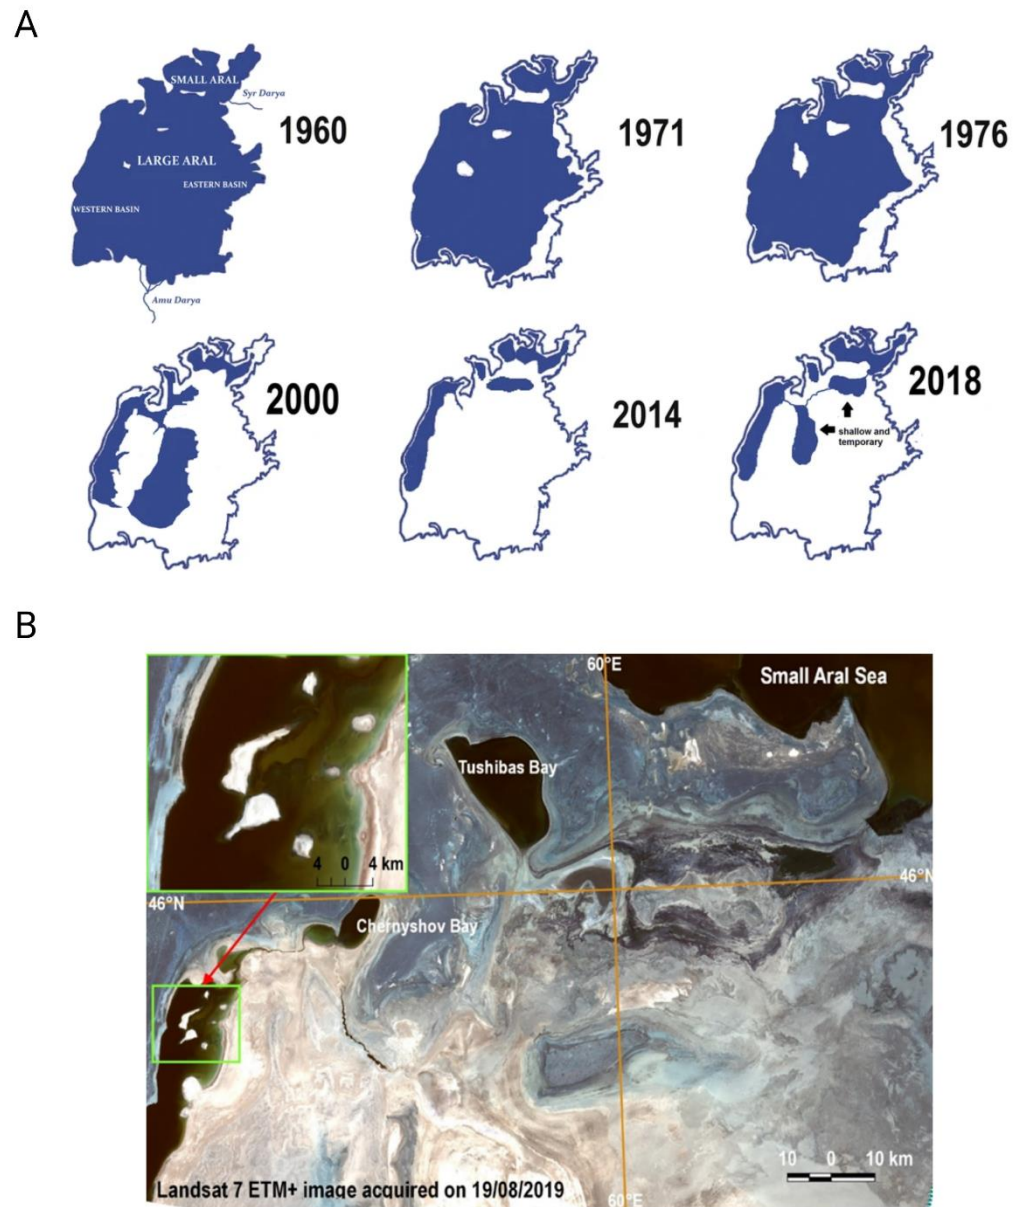 A
SMALL ARAL
Syr Darya
1960
LARGE ARAL
EASTERN BASIN
WESTERN BASIN
Amu Darya
1971
1976
2000
2014
2018
shallow and
temporary
B
60°E
Small Aral Sea
Tushibas Bay
4 0 4 km
46°N
46°N
Chernyshov Bay
10 0 10 km
Landsat 7 ETM+ image acquired on 19/08/2019
60°E